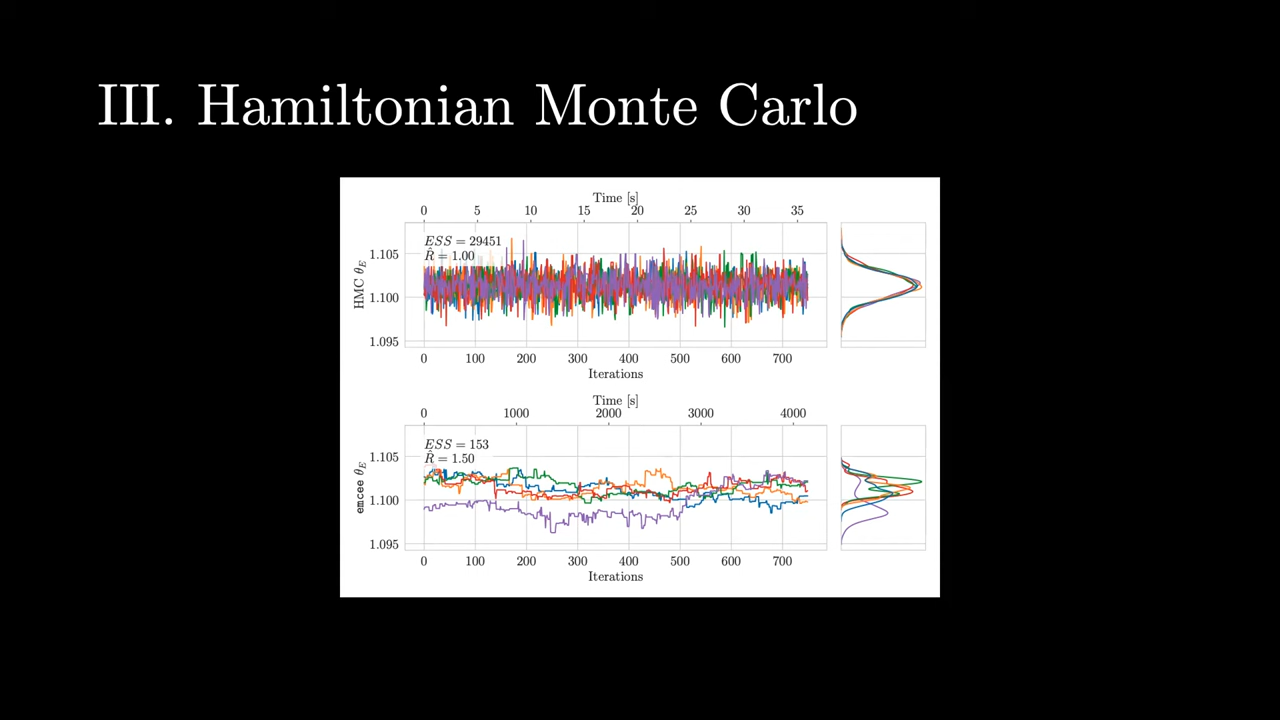 III. Hamiltonian Monte Carlo
Time [s]
0 5 10 15 20 25 30 35
ESS = 29451
R̂ = 1.00
1.105
1.100
1.095
HMC θ_E
0 100 200 300 400 500 600 700
Iterations
Time [s]
0 1000 2000 3000 4000
ESS = 153
R̂ = 1.50
1.105
1.100
1.095
emcee θ_E
0 100 200 300 400 500 600 700
Iterations